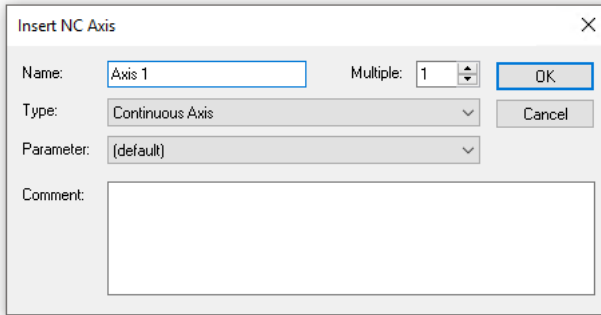 Insert NC Axis
Name: Axis 1 Multiple: 1 OK
Type: Continuous Axis Cancel
Parameter: (default)
Comment: